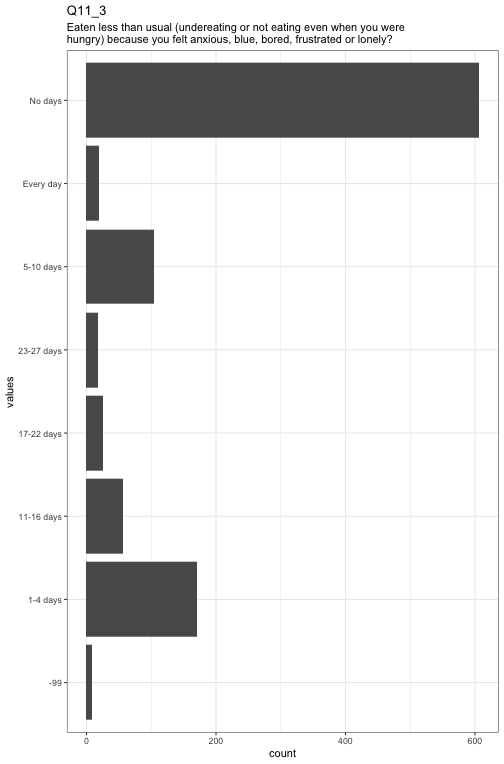 Q11_3
Eaten less than usual (undereating or not eating even when you were
hungry) because you felt anxious, blue, bored, frustrated or lonely?
No days
Every day
5-10 days
23-27 days
17-22 days
11-16 days
1-4 days
-99
values
0 200 400 600
count